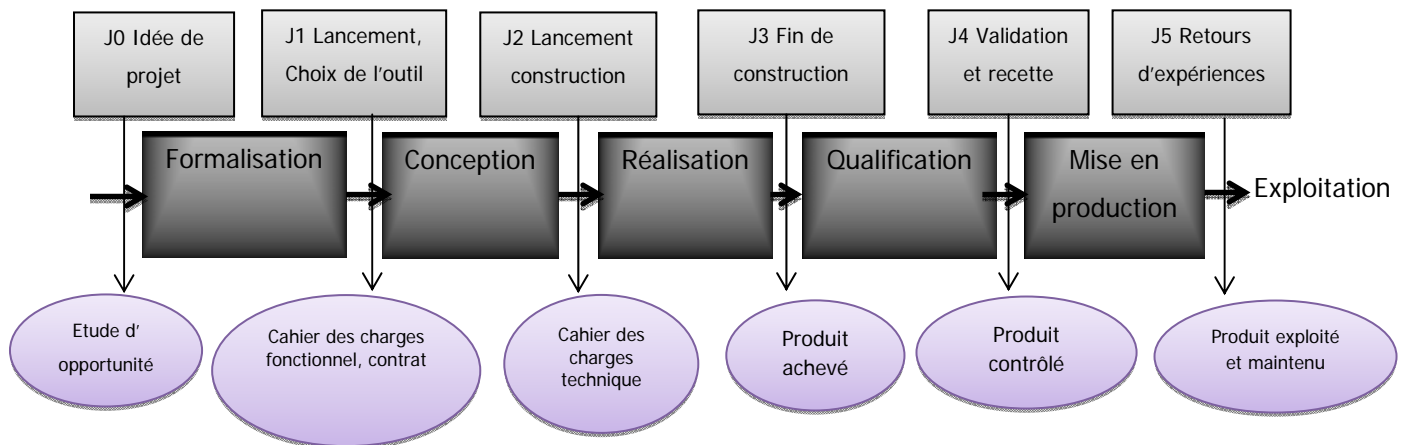 J0 Idée de
projet
J1 Lancement,
Choix de l'outil
J2 Lancement
construction
J3 Fin de
construction
J4 Validation
et recette
J5 Retours
d'expériences
Formalisation
Conception
Réalisation
Qualification
Mise en
production
Exploitation
Etude d'
opportunité
Cahier des charges
fonctionnel, contrat
Cahier des
charges
technique
Produit
achevé
Produit
contrôlé
Produit exploité
et maintenu